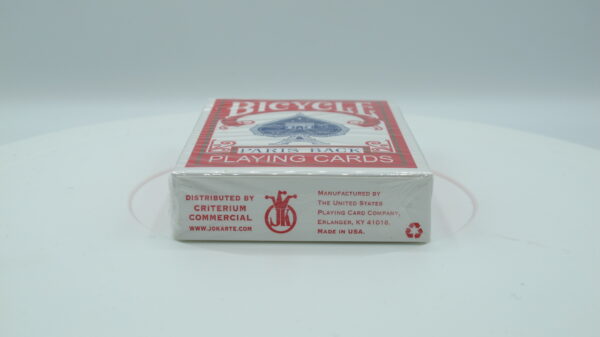 BICYCLE
PARIS BACK
PLAYING CARDS
DISTRIBUTED BY
CRITERIUM
COMMERCIAL
WWW.JOKARTE.COM
JK
MANUFACTURED BY
THE UNITED STATES
PLAYING CARD COMPANY,
ERLANGER, KY 41018.
MADE IN USA.